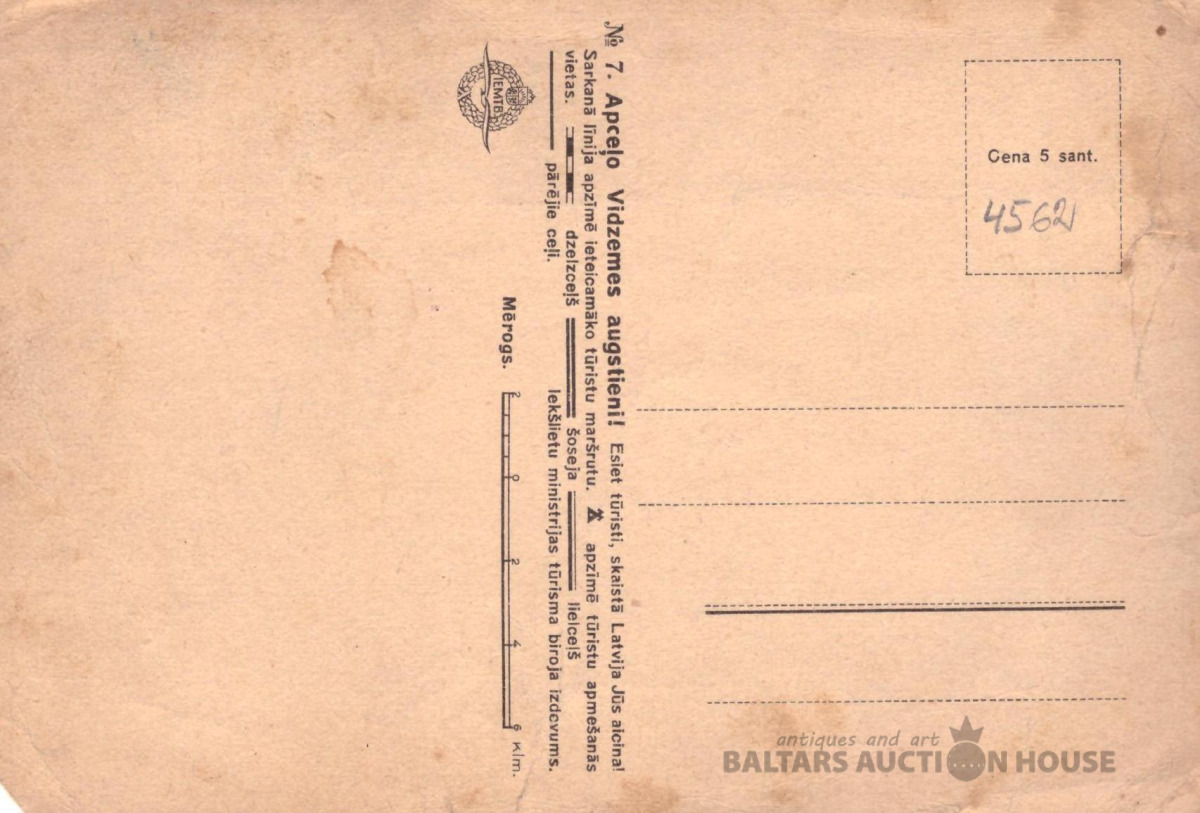 № 7. Apceļo Vidzemes augstieni! Esiet tūristi, skaistā Latvija Jūs aicina!
Sarkanā līnija apzīmē ieteicamāko tūristu maršrutu. apzīmē tūristu apmešanās
vietas. dzelzceļš šoseja lielceļš
pārējie ceļi. Iekšlietu ministrijas tūrisma biroja izdevums.
Mērogs. 2 0 2 4 6 Klm.
IEMTB
Cena 5 sant.
4562
antiques and art
BALTARS AUCTION HOUSE